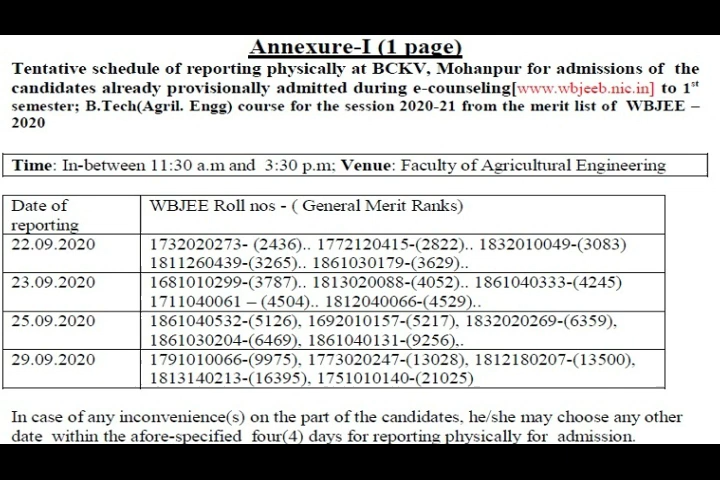 Annexure-I (1 page)
Tentative schedule of reporting physically at BCKV, Mohanpur for admissions of the
candidates already provisionally admitted during e-counseling[www.wbjeeb.nic.in] to 1st
semester; B.Tech(Agril. Engg) course for the session 2020-21 from the merit list of WBJEE –
2020
Time: In-between 11:30 a.m and 3:30 p.m; Venue: Faculty of Agricultural Engineering
Date of reporting WBJEE Roll nos - ( General Merit Ranks)
22.09.2020 1732020273- (2436).. 1772120415-(2822).. 1832010049-(3083)
1811260439-(3265).. 1861030179-(3629)..
23.09.2020 1681010299-(3787).. 1813020088-(4052).. 1861040333-(4245)
1711040061 – (4504).. 1812040066-(4529)..
25.09.2020 1861040532-(5126), 1692010157-(5217), 1832020269-(6359),
1861030204-(6469), 1861040131-(9256),.
29.09.2020 1791010066-(9975), 1773020247-(13028), 1812180207-(13500),
1813140213-(16395), 1751010140-(21025)
In case of any inconvenience(s) on the part of the candidates, he/she may choose any other
date within the afore-specified four(4) days for reporting physically for admission.